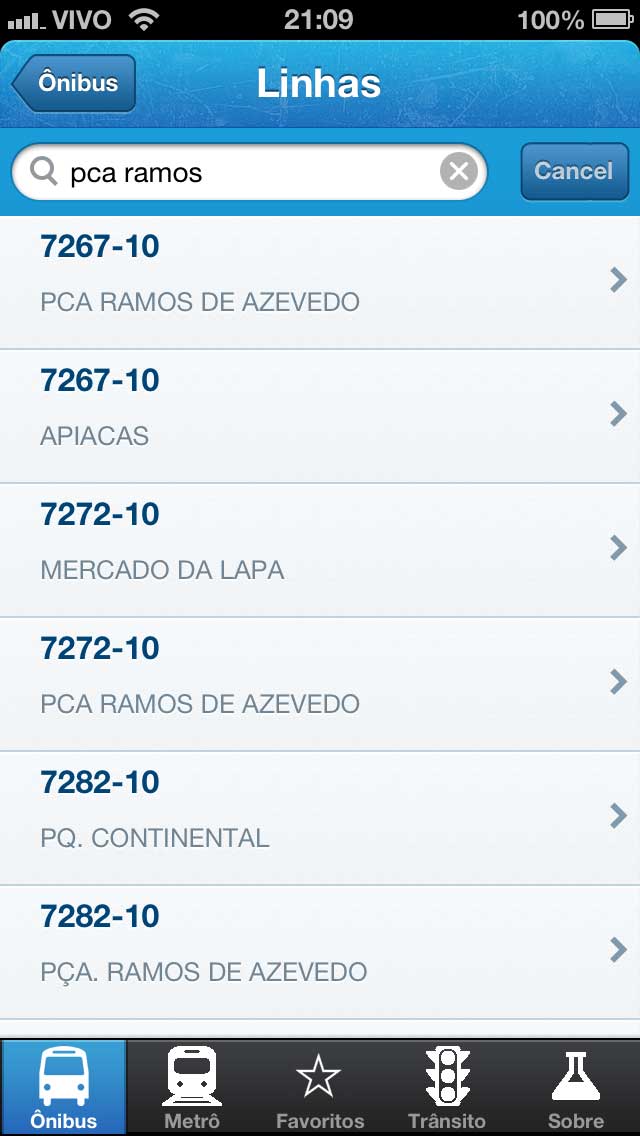 VIVO 21:09 100%
Ônibus Linhas
pca ramos Cancel
7267-10
PCA RAMOS DE AZEVEDO
7267-10
APIACAS
7272-10
MERCADO DA LAPA
7272-10
PCA RAMOS DE AZEVEDO
7282-10
PQ. CONTINENTAL
7282-10
PÇA. RAMOS DE AZEVEDO
Ônibus Metrô Favoritos Trânsito Sobre